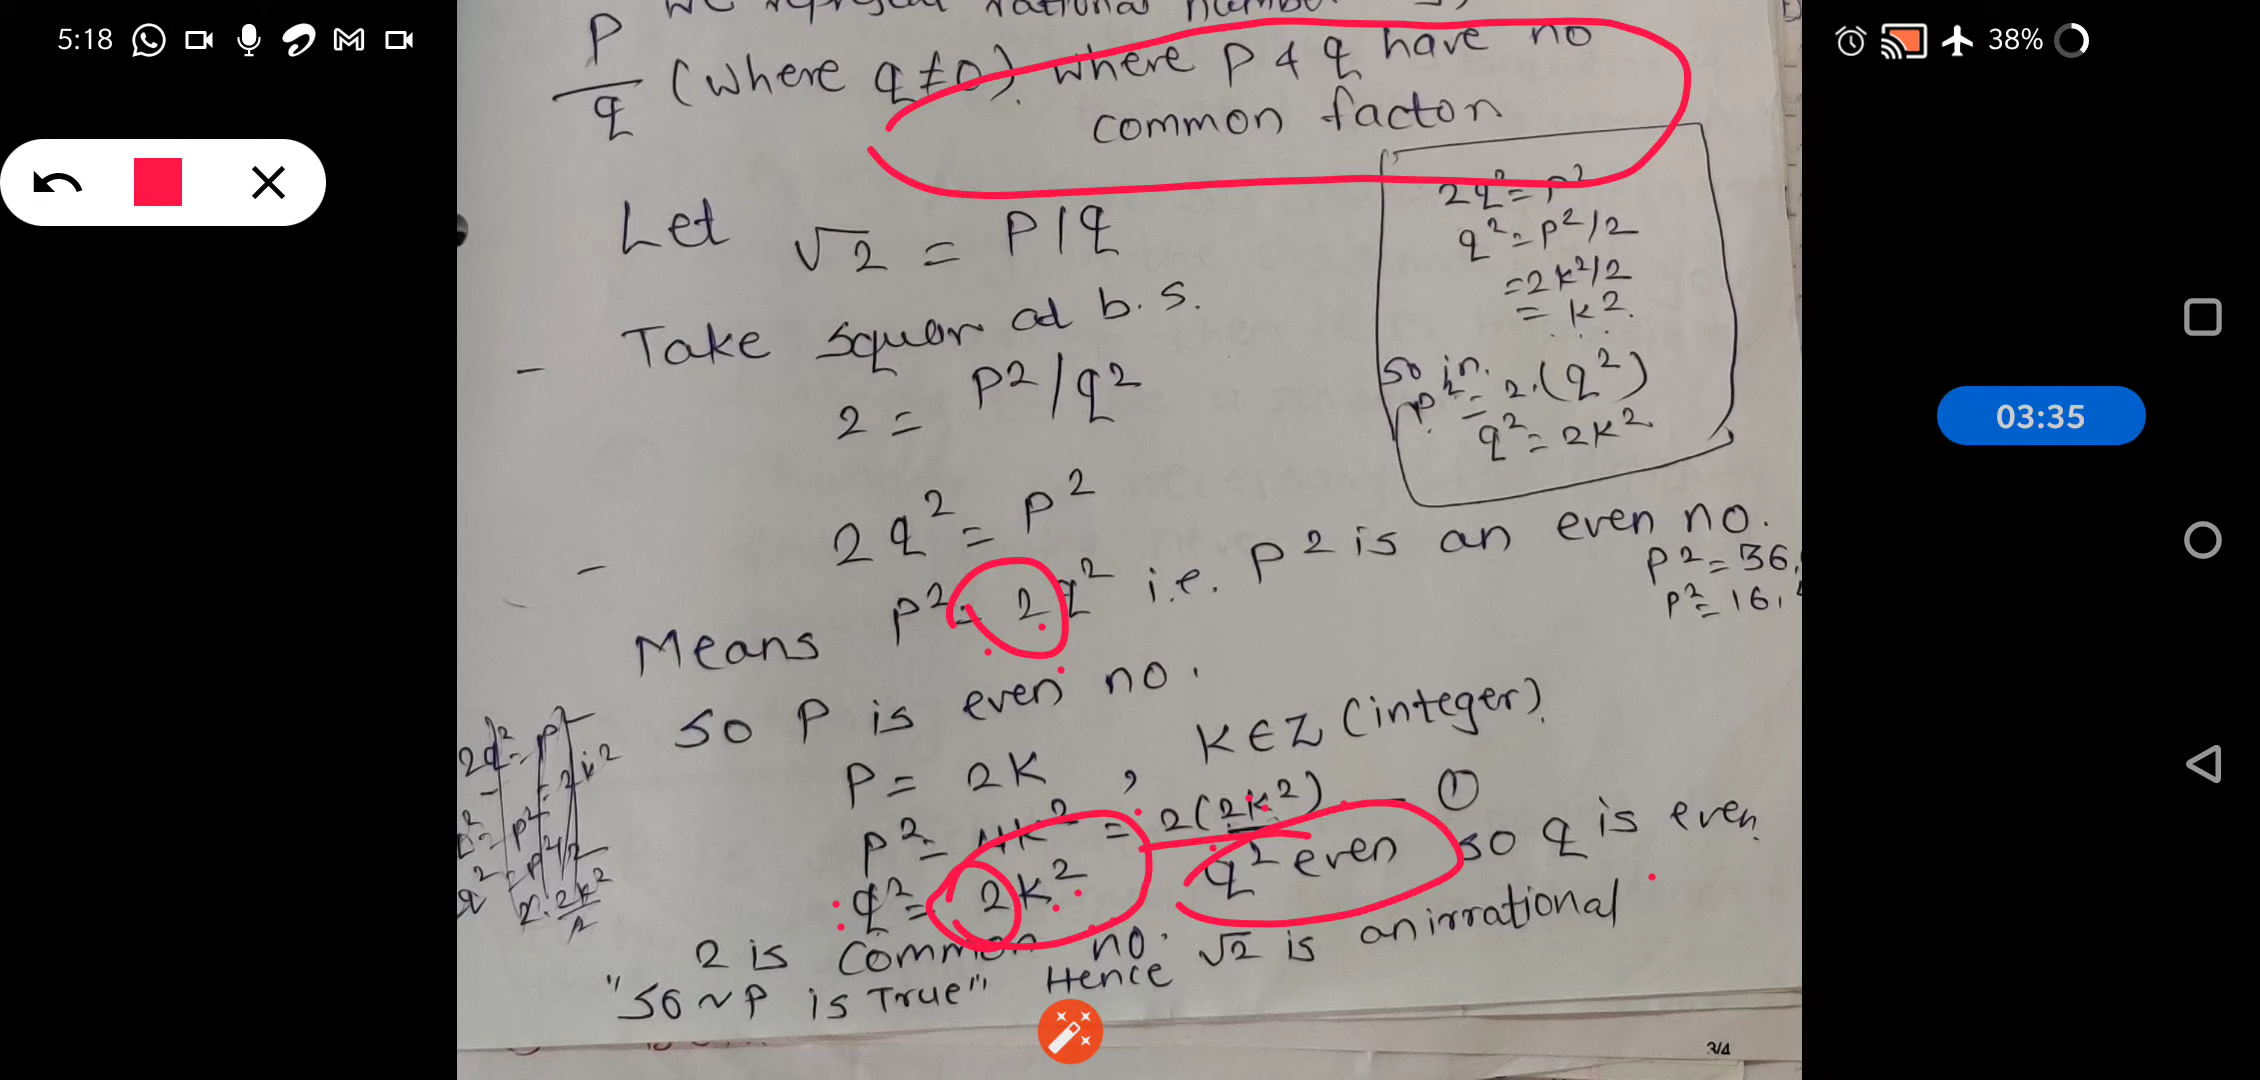 5:18
38%
03:35
P/q (where q≠0) where P & q have no
common factor
Let √2 = P/q
Take squar at b.s.
2 = P²/q²
2q² = P²
Means P² = 2q² i.e. P² is an even no.
P² = 36,
P² = 16,
So P is even no.
P = 2K , K∈Z (integer)
P² = 4K² = 2(2K²) — ①
q² = 2K² q² even so q is even
2 is Common no. Hence √2 is an irrational
"So ~P is True"
2q² = P²
q² = P²/2
= 2K²/2
= K²
so in
P² = 2.(q²)
q² = 2K²
3/4